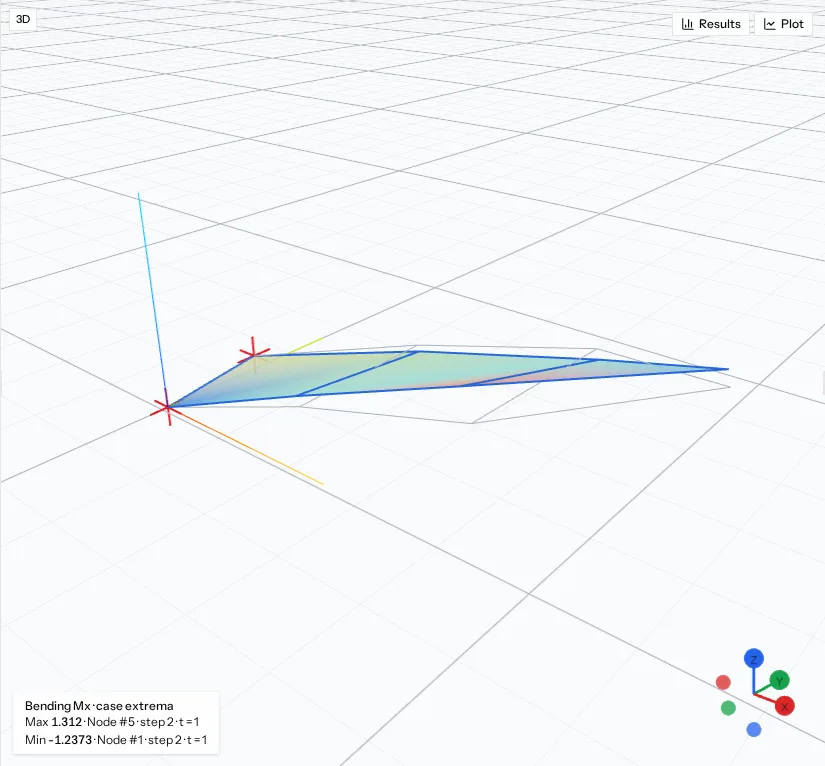 3D
Results
Plot
Z
Y
X
Bending Mx·case extrema
Max 1.312·Node #5·step 2·t=1
Min -1.2373·Node #1·step 2·t=1